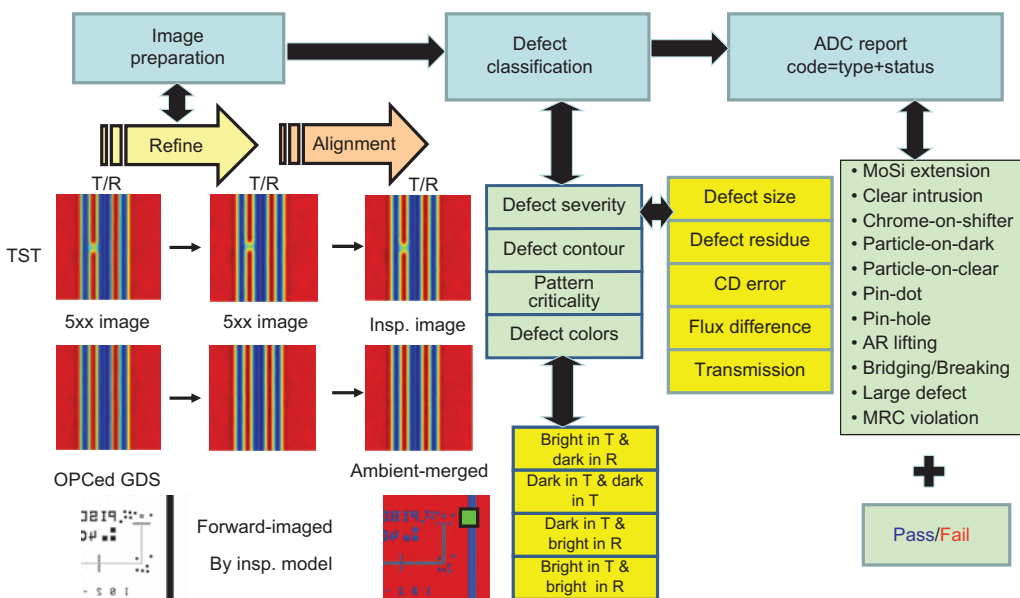 Image
preparation
Defect
classification
ADC report
code=type+status
Refine
Alignment
T/R
T/R
T/R
TST
5xx image
5xx image
Insp. image
OPCed GDS
Ambient-merged
Forward-imaged
By insp. model
Defect severity
Defect contour
Pattern
criticality
Defect colors
Defect size
Defect residue
CD error
Flux difference
Transmission
Bright in T &
dark in R
Dark in T & dark
in T
Dark in T &
bright in R
Bright in T &
bright in R
• MoSi extension
• Clear intrusion
• Chrome-on-shifter
• Particle-on-dark
• Particle-on-clear
• Pin-dot
• Pin-hole
• AR lifting
• Bridging/Breaking
• Large defect
• MRC violation
Pass/Fail